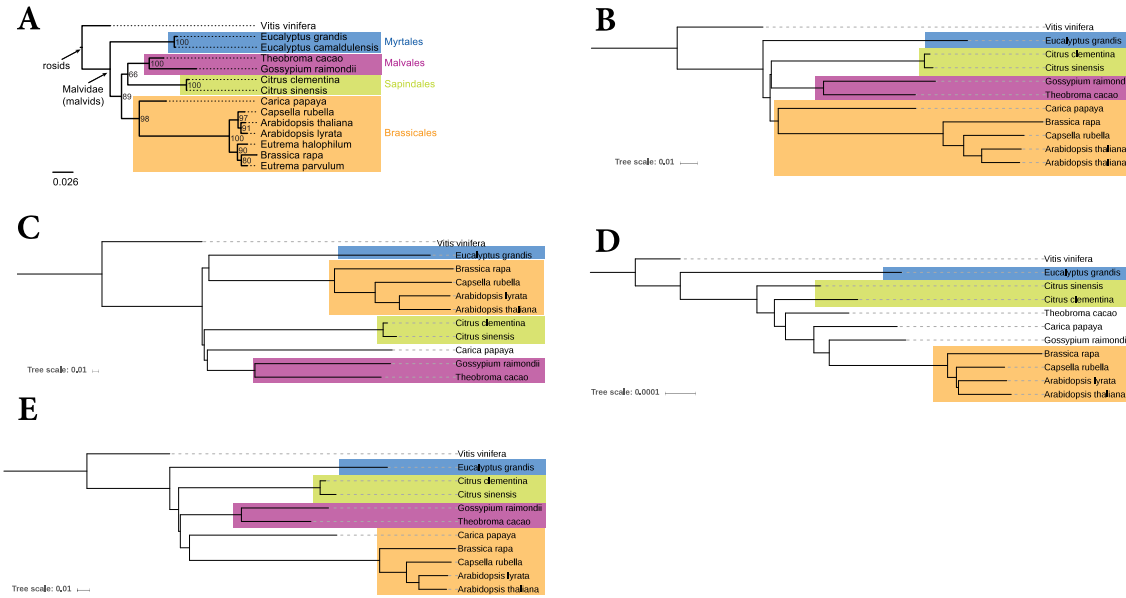 A
Vitis vinifera
Eucalyptus grandis
Eucalyptus camaldulensis
100
Myrtales
Theobroma cacao
100
Gossypium raimondii
Malvales
66
Citrus clementina
100
Citrus sinensis
Sapindales
rosids
Malvidae
(malvids)
89
Carica papaya
98
Capsella rubella
97
Arabidopsis thaliana
91
Arabidopsis lyrata
100
Brassicales
Eutrema halophilum
90
Brassica rapa
80
Eutrema parvulum
0.026
B
Vitis vinifera
Eucalyptus grandis
Citrus clementina
Citrus sinensis
Gossypium raimondii
Theobroma cacao
Carica papaya
Brassica rapa
Capsella rubella
Arabidopsis thaliana
Arabidopsis thaliana
Tree scale: 0.01
C
Vitis vinifera
Eucalyptus grandis
Brassica rapa
Capsella rubella
Arabidopsis lyrata
Arabidopsis thaliana
Citrus clementina
Citrus sinensis
Carica papaya
Gossypium raimondii
Theobroma cacao
Tree scale: 0.01
D
Vitis vinifera
Eucalyptus grandis
Citrus sinensis
Citrus clementina
Theobroma cacao
Carica papaya
Gossypium raimondii
Brassica rapa
Capsella rubella
Arabidopsis lyrata
Arabidopsis thaliana
Tree scale: 0.0001
E
Vitis vinifera
Eucalyptus grandis
Citrus clementina
Citrus sinensis
Gossypium raimondii
Theobroma cacao
Carica papaya
Brassica rapa
Capsella rubella
Arabidopsis lyrata
Arabidopsis thaliana
Tree scale: 0.01